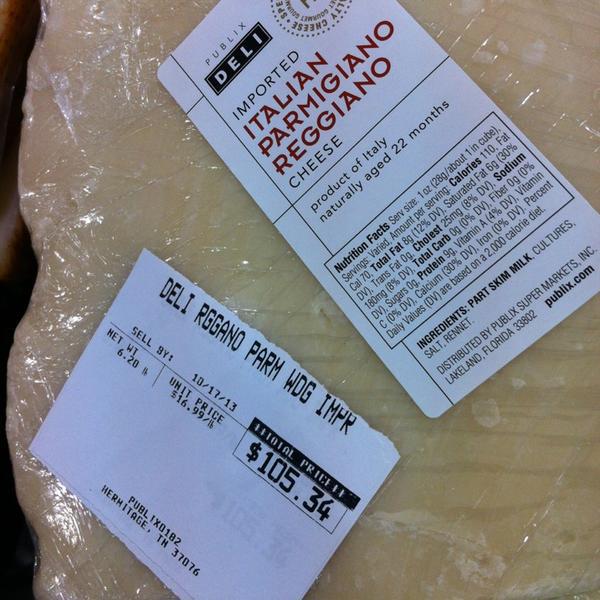 PUBLIX
DELI
IMPORTED
ITALIAN
PARMIGIANO
REGGIANO
CHEESE
product of Italy
naturally aged 22 months
Nutrition Facts Serv size: 1 oz (28g/about 1 in cube),
Servings: varied, Amount per serving: Calories 110, Fat
Cal 70, Total Fat 8g (12% DV), Saturated Fat 6g (30%
DV), Trans Fat 0g, Cholest. 25mg (8% DV), Sodium
180mg (8% DV), Total Carb 0g (0% DV), Fiber 0g (0%
DV), Sugars 0g, Protein 9g, Vitamin A (4% DV), Vitamin
C (0% DV), Calcium (30% DV), Iron (0% DV). Percent
Daily Values (DV) are based on a 2,000 calorie diet.
INGREDIENTS: PART SKIM MILK, CULTURES,
SALT, RENNET.
DISTRIBUTED BY PUBLIX SUPER MARKETS, INC.
LAKELAND, FLORIDA 33802 publix.com
DELI RGGANO PARM WDG IMPR
SELL BY: 10/17/13
NET WT UNIT PRICE
6.20 lb $16.99/lb
TOTAL PRICE
$105.34
PUBLIX0182
HERMITAGE, TN 37076